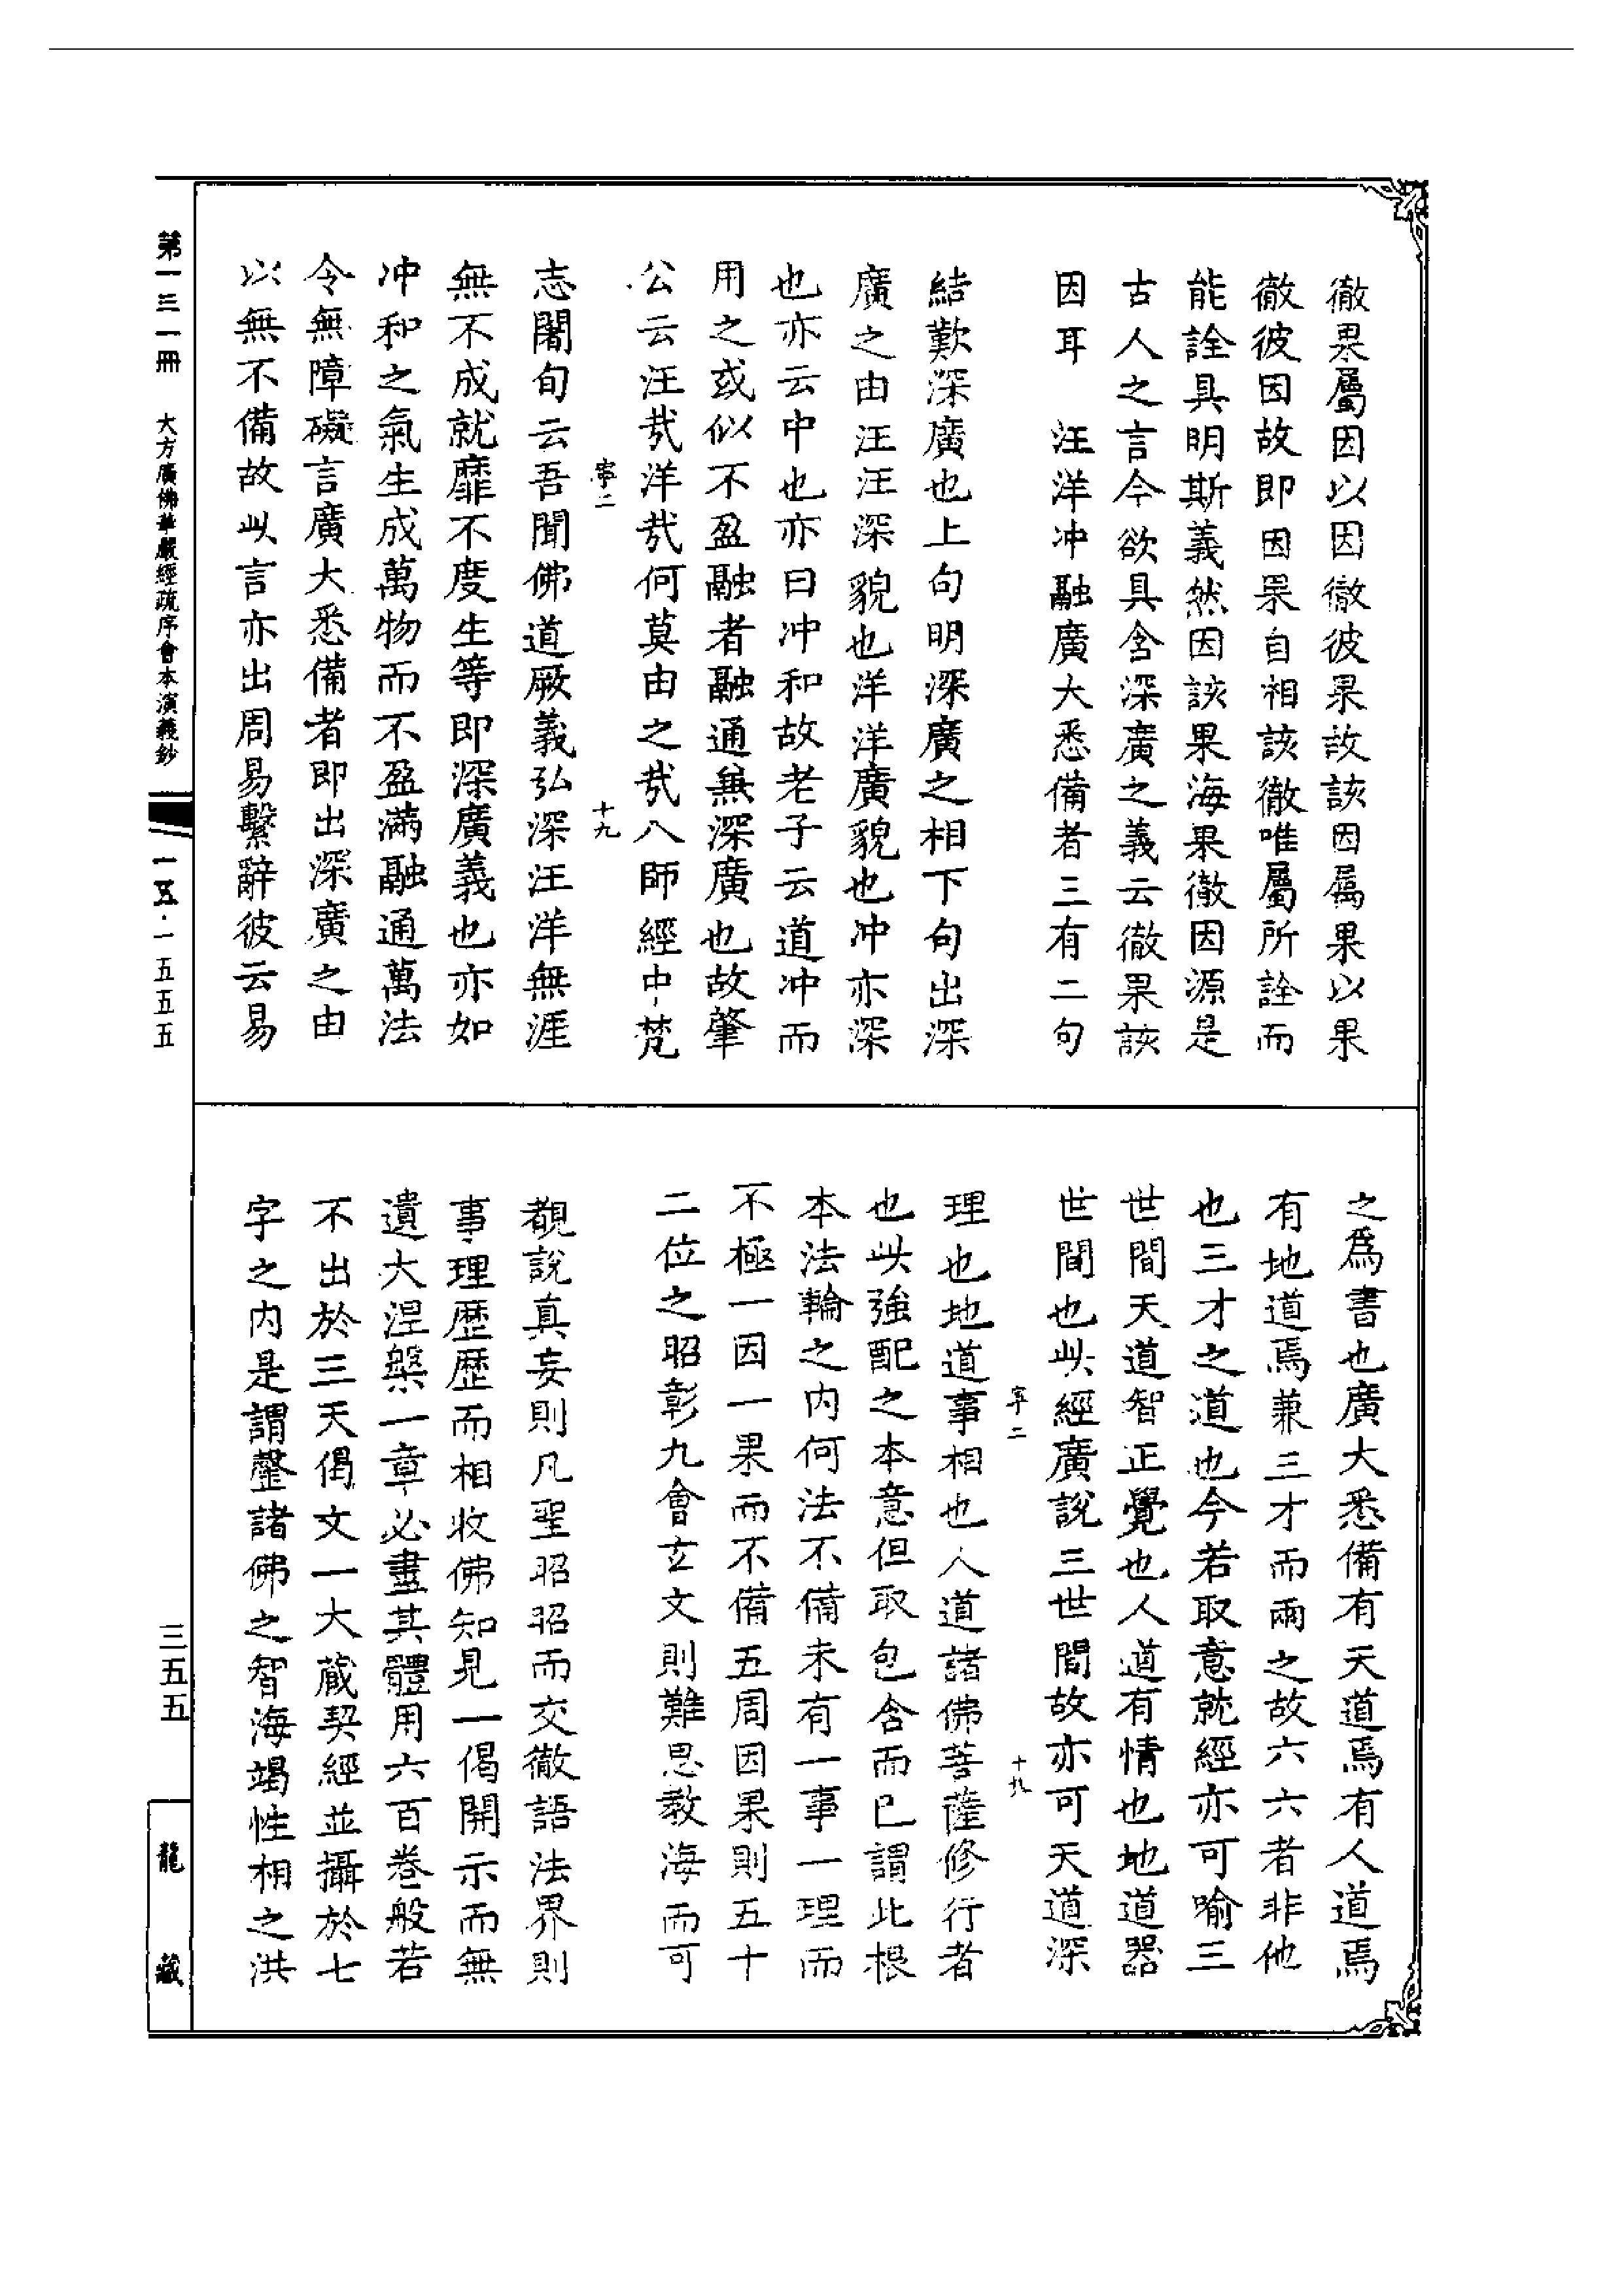 徹果屬因以因徹彼果故該因屬果以果
徹彼因故即因果自相該徹唯屬所詮而
能詮具明斯義然因該果海果徹因源是
古人之言今欲具含深廣之義云徹果該
因耳　汪洋冲融廣大悉備者三有二句
結歎深廣也上句明深廣之相下句出深
廣之由汪汪深貌也洋洋廣貌也冲亦深
也亦云中也亦曰冲和故老子云道冲而
用之或似不盈融者融通無深廣也故肇
公云汪哉洋哉何莫由之哉八師經中梵
字二
十九
志闍旬云吾聞佛道厥義弘深汪洋無涯
無不成就靡不度生等即深廣義也亦如
冲和之氣生成萬物而不盈滿融通萬法
令無障礙言廣大悉備者即出深廣之由
以無不備故此言亦出周易繫辭彼云易
之為書也廣大悉備有天道焉有人道焉
有地道焉兼三才而兩之故六六者非他
也三才之道也今若取意就經亦可喻三
世間天道智正覺也人道有情也地道器
世間也此經廣說三世間故亦可天道深
字二
十九
理也地道事相也人道諸佛菩薩修行者
也此強配之本意但取包含而已謂此根
本法輪之内何法不備未有一事一理而
不極一因一果而不備五周因果則五十
二位之昭彰九會玄文則難思教海而可
覩說真妄則凡聖昭昭而交徹語法界則
事理歷歷而相收佛知見一偈開示而無
遺大涅槃一章必盡其體用六百卷般若
不出於三天偈文一大藏契經並攝於七
字之内是謂罄諸佛之智海竭性相之洪
第一三一冊　大方廣佛華嚴經疏序會本演義鈔
一五五·一五五五
三五五
龍藏